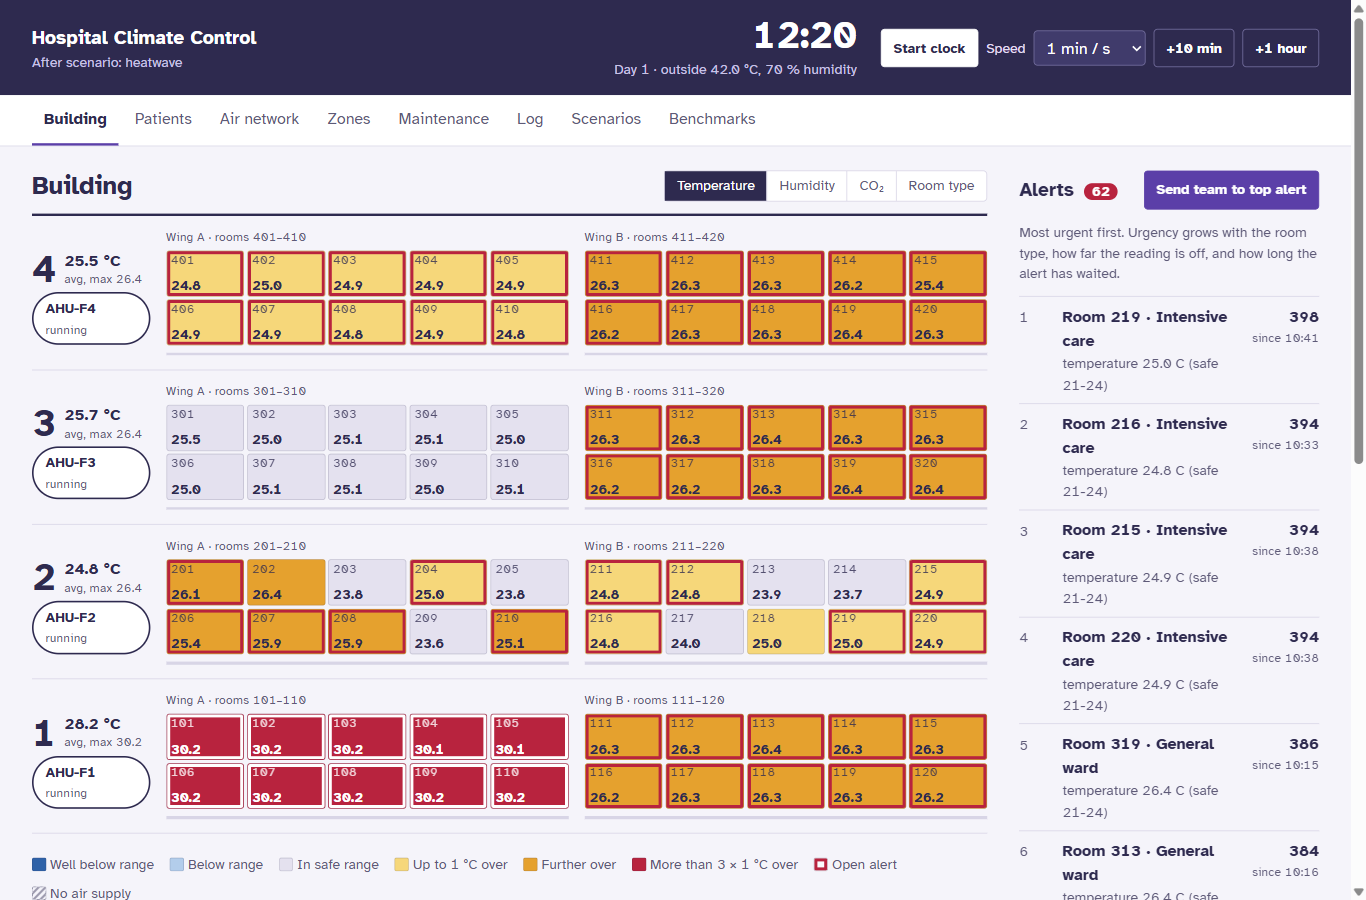 Hospital Climate Control
After scenario: heatwave
12:20
Day 1 · outside 42.0 °C, 70 % humidity
Start clock
Speed
1 min / s
+10 min
+1 hour
Building
Patients
Air network
Zones
Maintenance
Log
Scenarios
Benchmarks
Building
Temperature
Humidity
CO₂
Room type
4
25.5 °C
avg, max 26.4
AHU-F4
running
Wing A · rooms 401–410
401 402 403 404 405
24.8 25.0 24.9 24.9 24.9
406 407 408 409 410
24.9 24.9 24.8 24.9 24.8
Wing B · rooms 411–420
411 412 413 414 415
26.3 26.3 26.3 26.2 25.4
416 417 418 419 420
26.2 26.3 26.3 26.4 26.3
3
25.7 °C
avg, max 26.4
AHU-F3
running
Wing A · rooms 301–310
301 302 303 304 305
25.5 25.0 25.1 25.1 25.0
306 307 308 309 310
25.0 25.1 25.1 25.0 25.1
Wing B · rooms 311–320
311 312 313 314 315
26.3 26.3 26.4 26.3 26.3
316 317 318 319 320
26.2 26.2 26.3 26.4 26.4
2
24.8 °C
avg, max 26.4
AHU-F2
running
Wing A · rooms 201–210
201 202 203 204 205
26.1 26.4 23.8 25.0 23.8
206 207 208 209 210
25.4 25.9 25.9 23.6 25.1
Wing B · rooms 211–220
211 212 213 214 215
24.8 24.8 23.9 23.7 24.9
216 217 218 219 220
24.8 24.0 25.0 25.0 24.9
1
28.2 °C
avg, max 30.2
AHU-F1
running
Wing A · rooms 101–110
101 102 103 104 105
30.2 30.2 30.2 30.1 30.1
106 107 108 109 110
30.2 30.2 30.2 30.2 30.2
Wing B · rooms 111–120
111 112 113 114 115
26.3 26.3 26.4 26.3 26.3
116 117 118 119 120
26.2 26.3 26.3 26.3 26.2
Well below range
Below range
In safe range
Up to 1 °C over
Further over
More than 3 × 1 °C over
Open alert
No air supply
Alerts 62
Send team to top alert
Most urgent first. Urgency grows with the room
type, how far the reading is off, and how long the
alert has waited.
1
Room 219 · Intensive
care
temperature 25.0 C (safe
21-24)
398
since 10:41
2
Room 216 · Intensive
care
temperature 24.8 C (safe
21-24)
394
since 10:33
3
Room 215 · Intensive
care
temperature 24.9 C (safe
21-24)
394
since 10:38
4
Room 220 · Intensive
care
temperature 24.9 C (safe
21-24)
394
since 10:38
5
Room 319 · General
ward
temperature 26.4 C (safe
21-24)
386
since 10:15
6
Room 313 · General
ward
temperature 26.4 C (safe
384
since 10:16